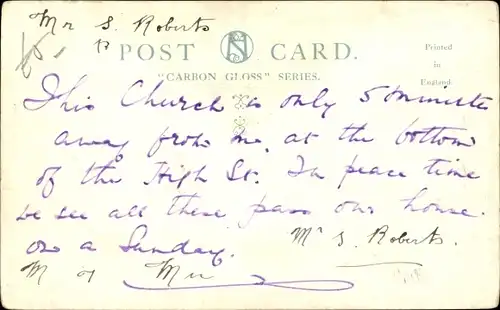 Mr S. Roberts
POST CARD.
"CARBON GLOSS" SERIES.
Printed
in
England
This Church is only 5 minutes
away from me, at the bottom
of the High St. In peace time
we see all these pass our house
on a Sunday.
Mr S. Roberts.
M of